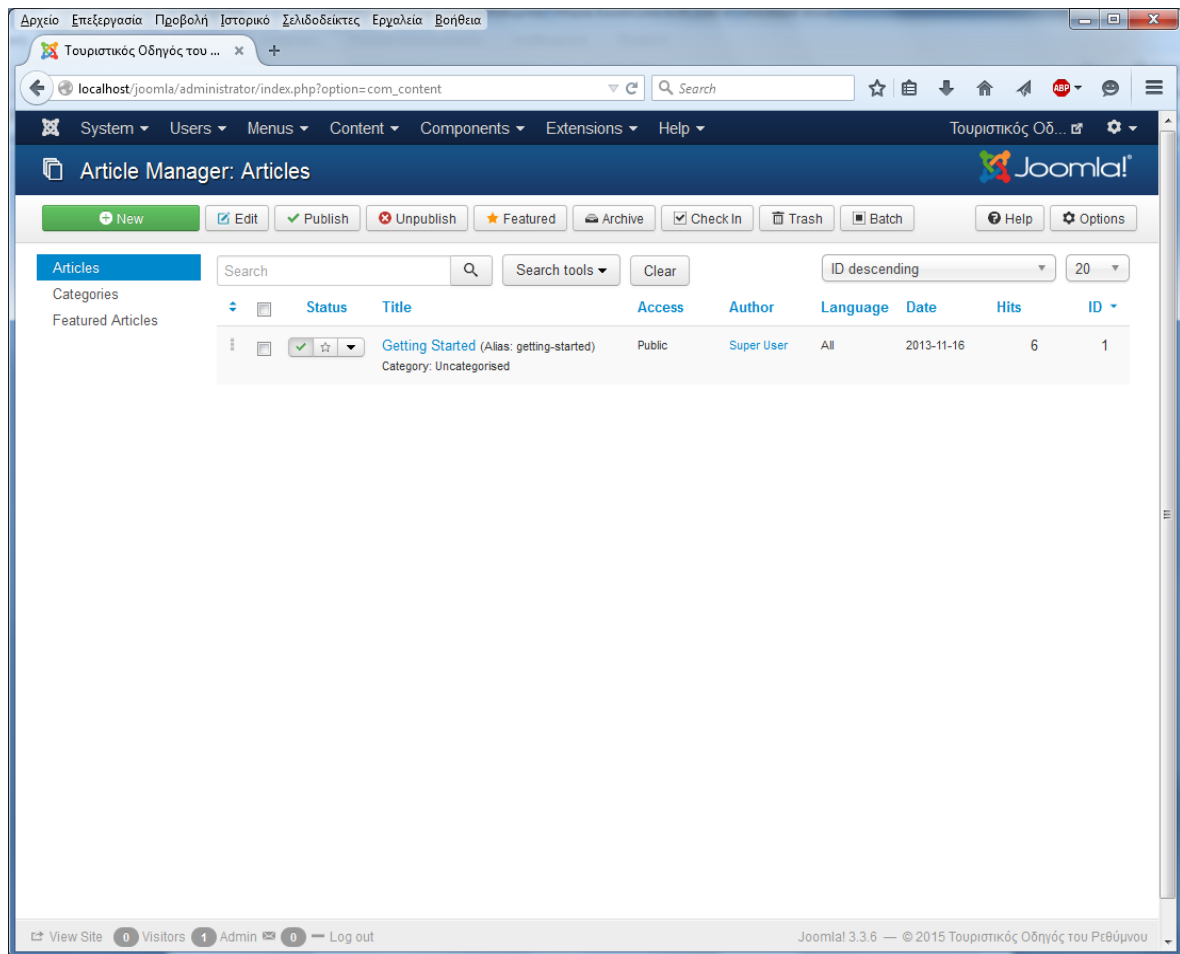 Αρχείο Επεξεργασία Προβολή Ιστορικό Σελιδοδείκτες Εργαλεία Βοήθεια
Τουριστικός Οδηγός του ...
localhost/joomla/administrator/index.php?option=com_content
Search
ABP
System Users Menus Content Components Extensions Help Τουριστικός Οδ...
Article Manager: Articles
Joomla!
New Edit Publish Unpublish Featured Archive Check In Trash Batch Help Options
Articles
Categories
Featured Articles
Search Search tools Clear ID descending 20
Status Title Access Author Language Date Hits ID
Getting Started (Alias: getting-started) Public Super User All 2013-11-16 6 1
Category: Uncategorised
View Site 0 Visitors 1 Admin 0 Log out Joomla! 3.3.6 — © 2015 Τουριστικός Οδηγός του Ρεθύμνου